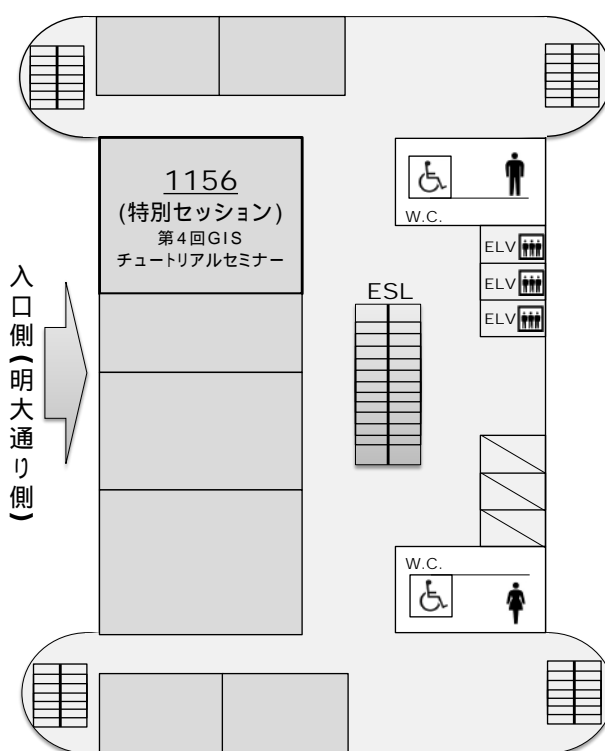 1156
(特別セッション)
第4回GIS
チュートリアルセミナー
W.C.
ELV
ELV
ELV
ESL
入口側(明大通り側)
W.C.